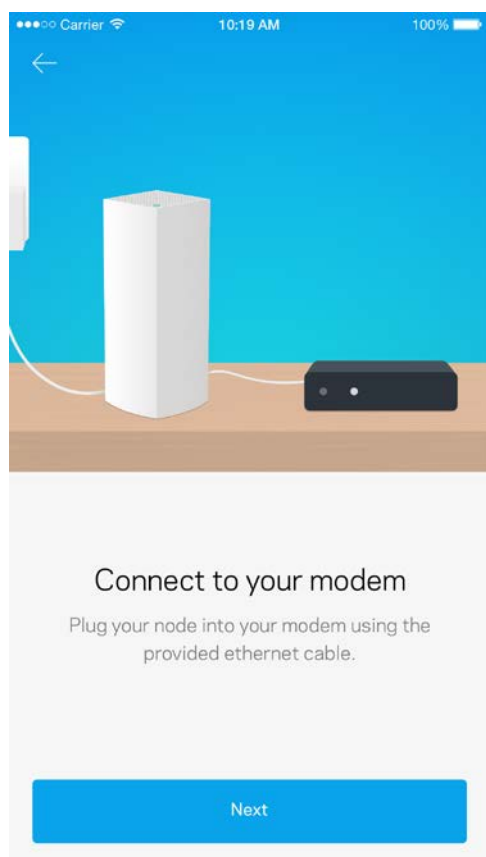 Carrier 10:19 AM 100%
Connect to your modem
Plug your node into your modem using the
provided ethernet cable.
Next